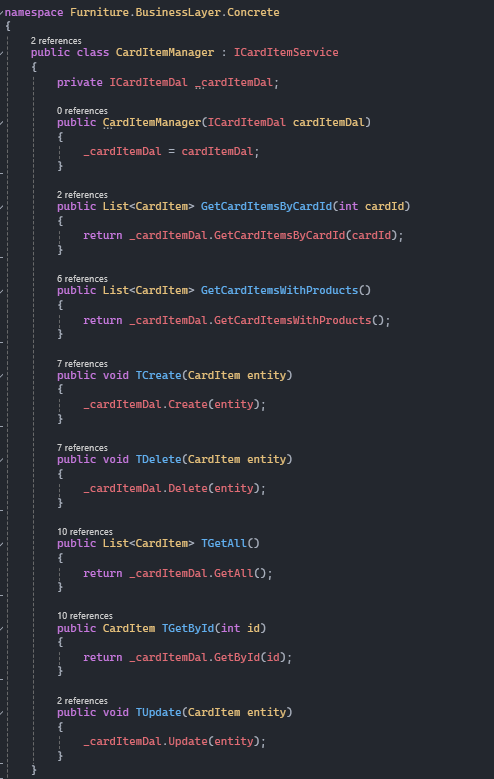 namespace Furniture.BusinessLayer.Concrete
{
2 references
public class CardItemManager : ICardItemService
{
private ICardItemDal _cardItemDal;
0 references
public CardItemManager(ICardItemDal cardItemDal)
{
_cardItemDal = cardItemDal;
}
2 references
public List<CardItem> GetCardItemsByCardId(int cardId)
{
return _cardItemDal.GetCardItemsByCardId(cardId);
}
6 references
public List<CardItem> GetCardItemsWithProducts()
{
return _cardItemDal.GetCardItemsWithProducts();
}
7 references
public void TCreate(CardItem entity)
{
_cardItemDal.Create(entity);
}
7 references
public void TDelete(CardItem entity)
{
_cardItemDal.Delete(entity);
}
10 references
public List<CardItem> TGetAll()
{
return _cardItemDal.GetAll();
}
10 references
public CardItem TGetById(int id)
{
return _cardItemDal.GetById(id);
}
2 references
public void TUpdate(CardItem entity)
{
_cardItemDal.Update(entity);
}
}